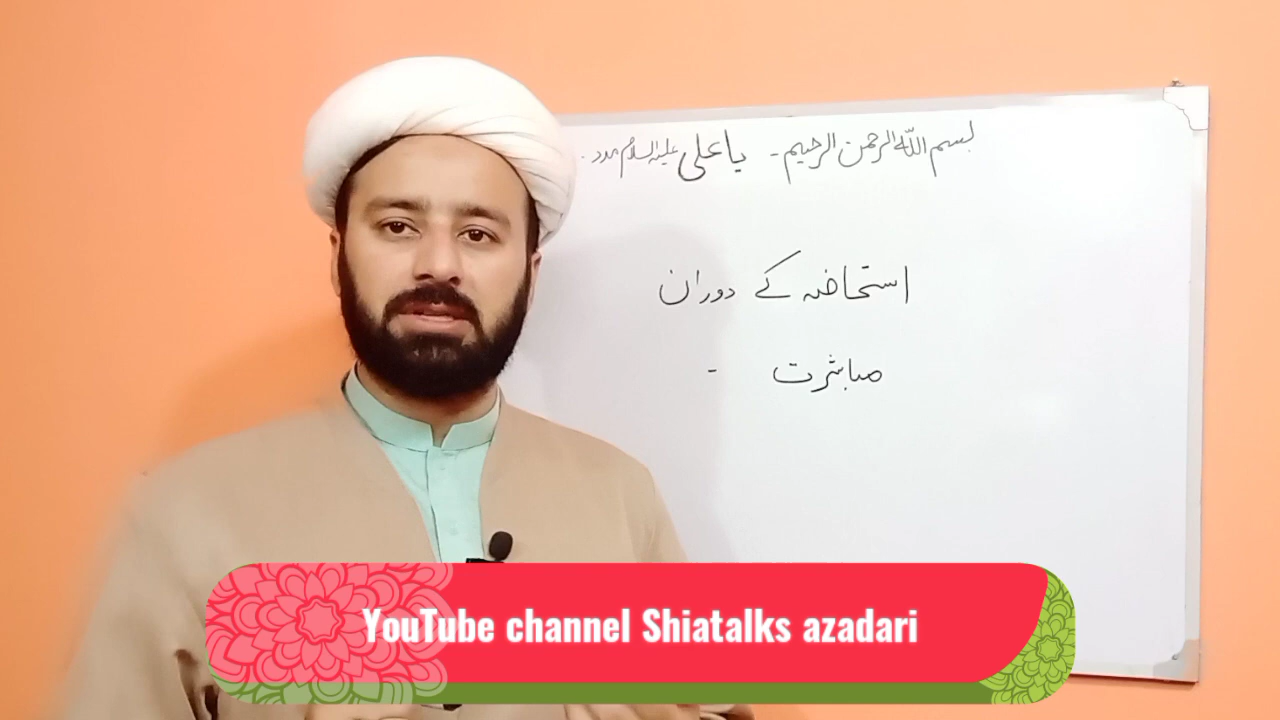 بسم اللہ الرحمن الرحیم۔ یا علی علیہ السلام مدد۔
استحاضہ کے دوران
مباشرت ۔
YouTube channel Shiatalks azadari